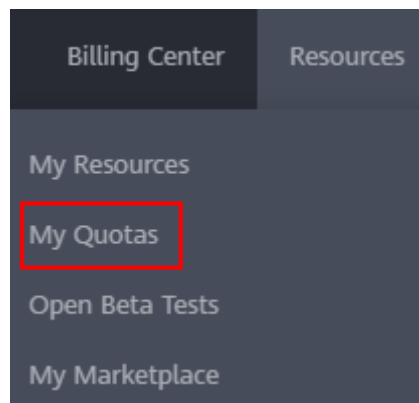 Billing Center Resources
My Resources
My Quotas
Open Beta Tests
My Marketplace